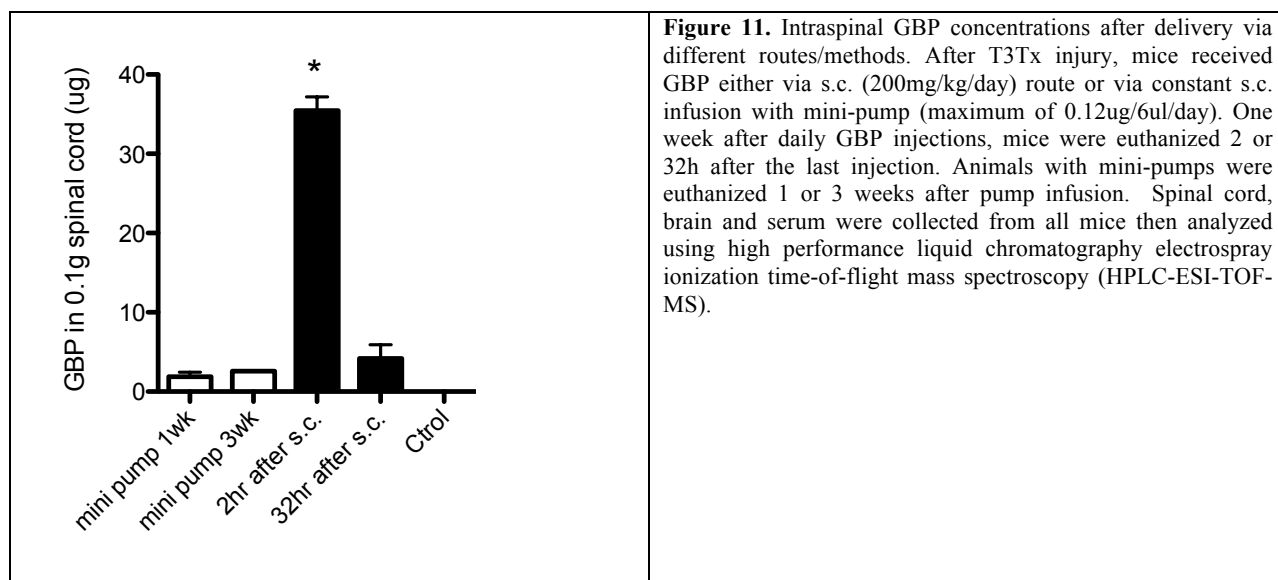 GBP in 0.1g spinal cord (ug)
40
30
20
10
0
*
mini pump 1wk
mini pump 3wk
2hr after s.c.
32hr after s.c.
Ctrol
Figure 11. Intraspinal GBP concentrations after delivery via
different routes/methods. After T3Tx injury, mice received
GBP either via s.c. (200mg/kg/day) route or via constant s.c.
infusion with mini-pump (maximum of 0.12ug/6ul/day). One
week after daily GBP injections, mice were euthanized 2 or
32h after the last injection. Animals with mini-pumps were
euthanized 1 or 3 weeks after pump infusion. Spinal cord,
brain and serum were collected from all mice then analyzed
using high performance liquid chromatography electrospray
ionization time-of-flight mass spectroscopy (HPLC-ESI-TOF-
MS).